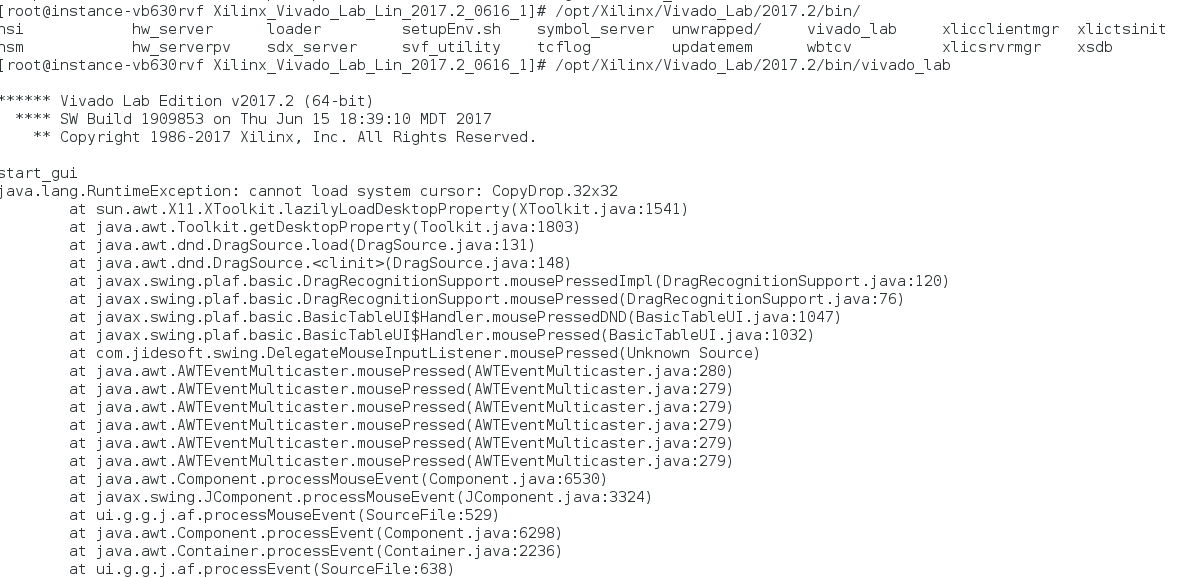 [root@instance-vb630rvf Xilinx_Vivado_Lab_Lin_2017.2_0616_1]# /opt/Xilinx/Vivado_Lab/2017.2/bin/
nsi hw_server loader setupEnv.sh symbol_server unwrapped/ vivado_lab xlicclientmgr xlictsinit
nsm hw_serverpv sdx_server svf_utility tcflog updatemem wbtcv xlicsrvrmgr xsdb
[root@instance-vb630rvf Xilinx_Vivado_Lab_Lin_2017.2_0616_1]# /opt/Xilinx/Vivado_Lab/2017.2/bin/vivado_lab
****** Vivado Lab Edition v2017.2 (64-bit)
**** SW Build 1909853 on Thu Jun 15 18:39:10 MDT 2017
** Copyright 1986-2017 Xilinx, Inc. All Rights Reserved.
start_gui
java.lang.RuntimeException: cannot load system cursor: CopyDrop.32x32
at sun.awt.X11.XToolkit.lazilyLoadDesktopProperty(XToolkit.java:1541)
at java.awt.Toolkit.getDesktopProperty(Toolkit.java:1803)
at java.awt.dnd.DragSource.load(DragSource.java:131)
at java.awt.dnd.DragSource.<clinit>(DragSource.java:148)
at javax.swing.plaf.basic.DragRecognitionSupport.mousePressedImpl(DragRecognitionSupport.java:120)
at javax.swing.plaf.basic.DragRecognitionSupport.mousePressed(DragRecognitionSupport.java:76)
at javax.swing.plaf.basic.BasicTableUI$Handler.mousePressedDND(BasicTableUI.java:1047)
at javax.swing.plaf.basic.BasicTableUI$Handler.mousePressed(BasicTableUI.java:1032)
at com.jidesoft.swing.DelegateMouseInputListener.mousePressed(Unknown Source)
at java.awt.AWTEventMulticaster.mousePressed(AWTEventMulticaster.java:280)
at java.awt.AWTEventMulticaster.mousePressed(AWTEventMulticaster.java:279)
at java.awt.AWTEventMulticaster.mousePressed(AWTEventMulticaster.java:279)
at java.awt.AWTEventMulticaster.mousePressed(AWTEventMulticaster.java:279)
at java.awt.AWTEventMulticaster.mousePressed(AWTEventMulticaster.java:279)
at java.awt.AWTEventMulticaster.mousePressed(AWTEventMulticaster.java:279)
at java.awt.Component.processMouseEvent(Component.java:6530)
at javax.swing.JComponent.processMouseEvent(JComponent.java:3324)
at ui.g.g.j.af.processMouseEvent(SourceFile:529)
at java.awt.Component.processEvent(Component.java:6298)
at java.awt.Container.processEvent(Container.java:2236)
at ui.g.g.j.af.processEvent(SourceFile:638)